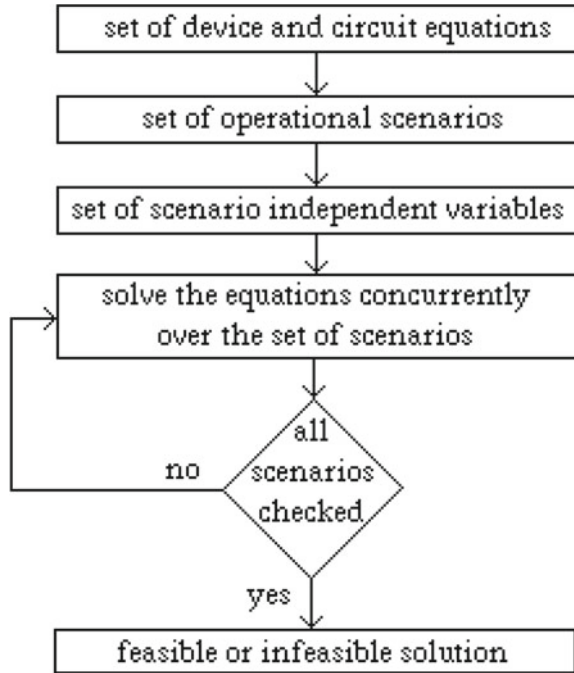 set of device and circuit equations
set of operational scenarios
set of scenario independent variables
solve the equations concurrently
over the set of scenarios
all
scenarios
checked
no
yes
feasible or infeasible solution